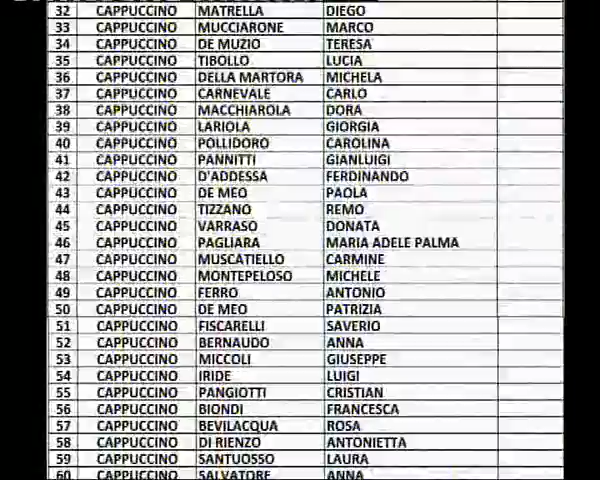 32 CAPPUCCINO MATRELLA DIEGO
33 CAPPUCCINO MUCCIARONE MARCO
34 CAPPUCCINO DE MUZIO TERESA
35 CAPPUCCINO TIBOLLO LUCIA
36 CAPPUCCINO DELLA MARTORA MICHELA
37 CAPPUCCINO CARNEVALE CARLO
38 CAPPUCCINO MACCHIAROLA DORA
39 CAPPUCCINO LARIOLA GIORGIA
40 CAPPUCCINO POLLIDORO CAROLINA
41 CAPPUCCINO PANNITTI GIANLUIGI
42 CAPPUCCINO D'ADDESSA FERDINANDO
43 CAPPUCCINO DE MEO PAOLA
44 CAPPUCCINO TIZZANO REMO
45 CAPPUCCINO VARRASO DONATA
46 CAPPUCCINO PAGLIARA MARIA ADELE PALMA
47 CAPPUCCINO MUSCATIELLO CARMINE
48 CAPPUCCINO MONTEPELOSO MICHELE
49 CAPPUCCINO FERRO ANTONIO
50 CAPPUCCINO DE MEO PATRIZIA
51 CAPPUCCINO FISCARELLI SAVERIO
52 CAPPUCCINO BERNAUDO ANNA
53 CAPPUCCINO MICCOLI GIUSEPPE
54 CAPPUCCINO IRIDE LUIGI
55 CAPPUCCINO PANGIOTTI CRISTIAN
56 CAPPUCCINO BIONDI FRANCESCA
57 CAPPUCCINO BEVILACQUA ROSA
58 CAPPUCCINO DI RIENZO ANTONIETTA
59 CAPPUCCINO SANTUOSSO LAURA
60 CAPPUCCINO SALVATORE ANNA